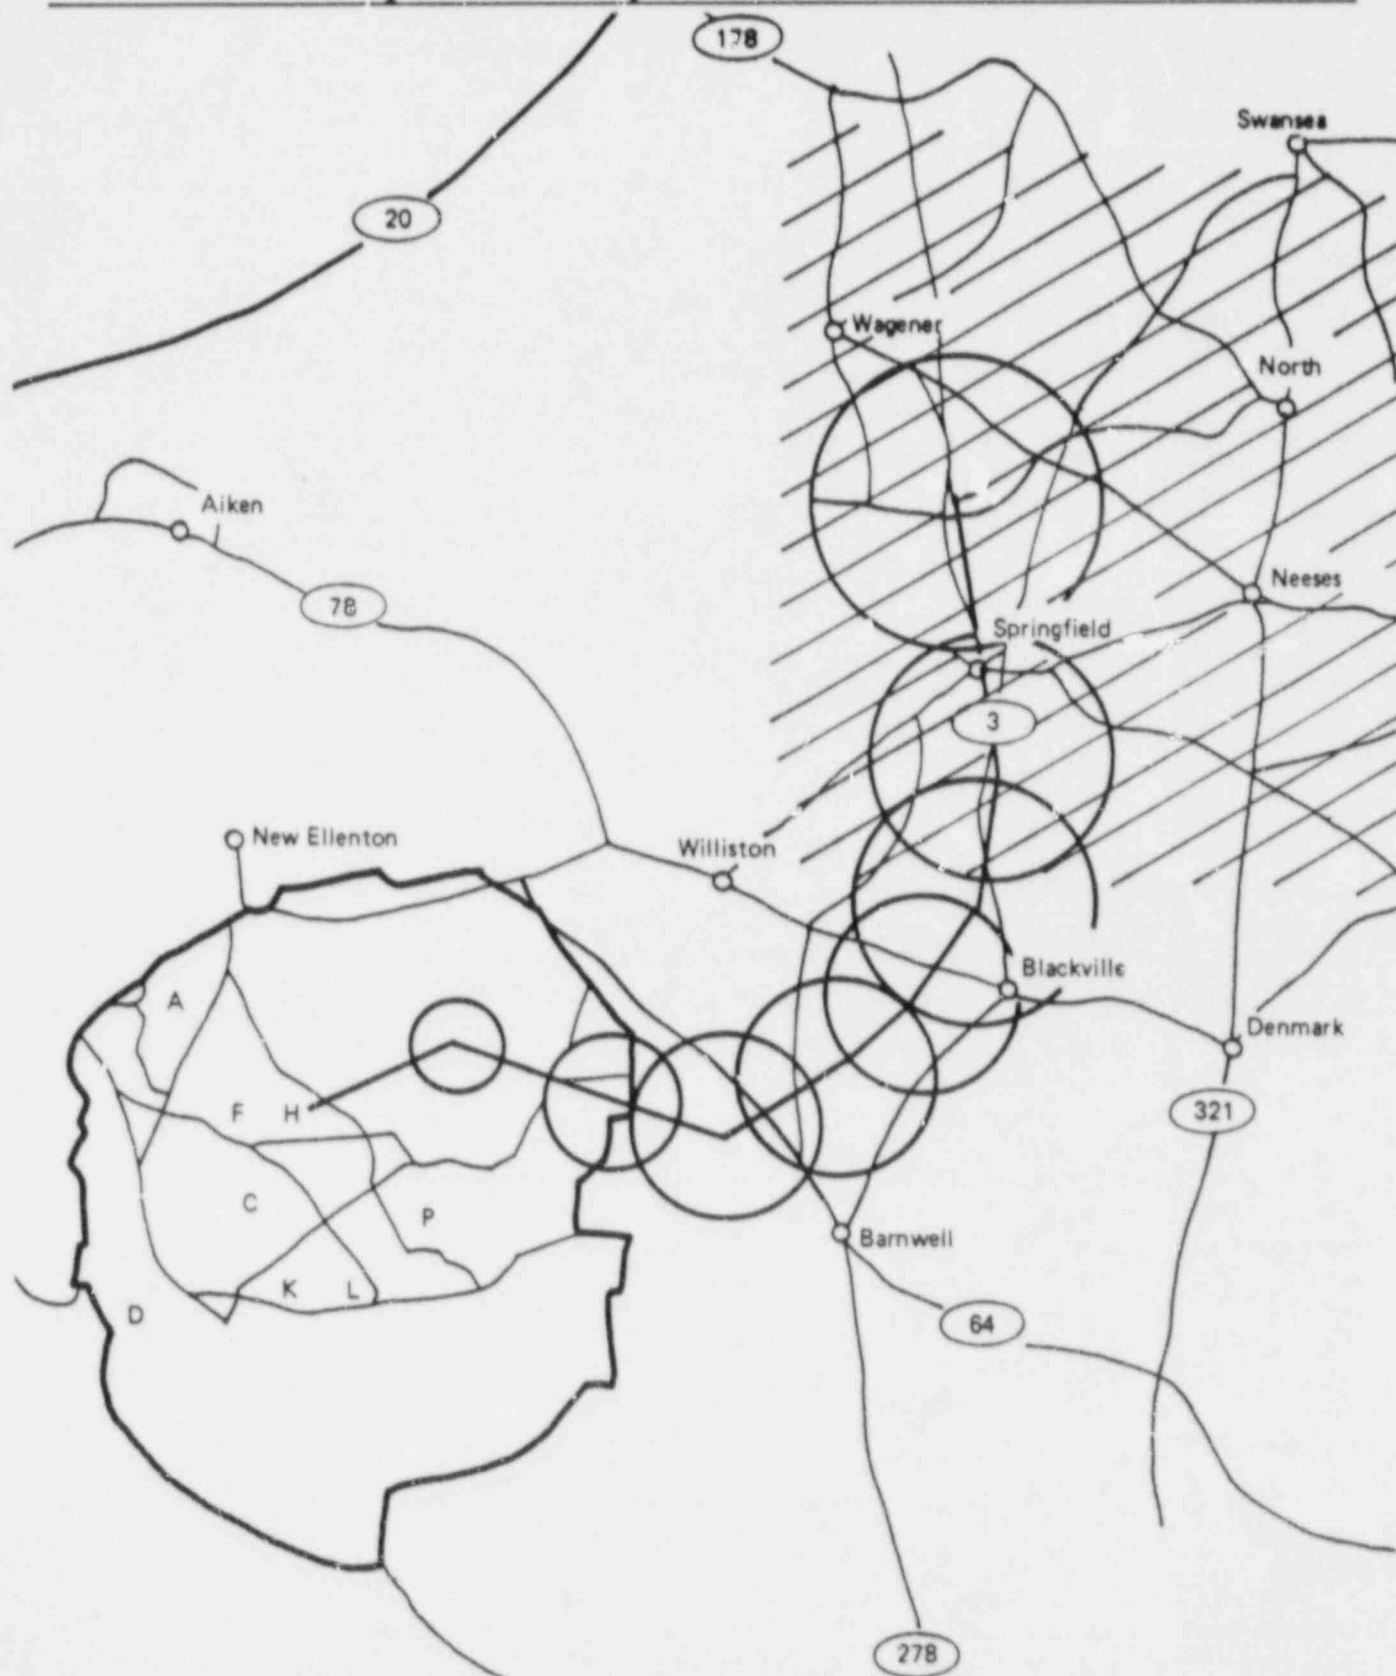 178
Swansea
20
Wagener
North
Aiken
78
Neeses
Springfield
3
New Ellenton
Williston
Blackville
A
Denmark
F H
321
C
P
Barnwell
K L
D
64
278